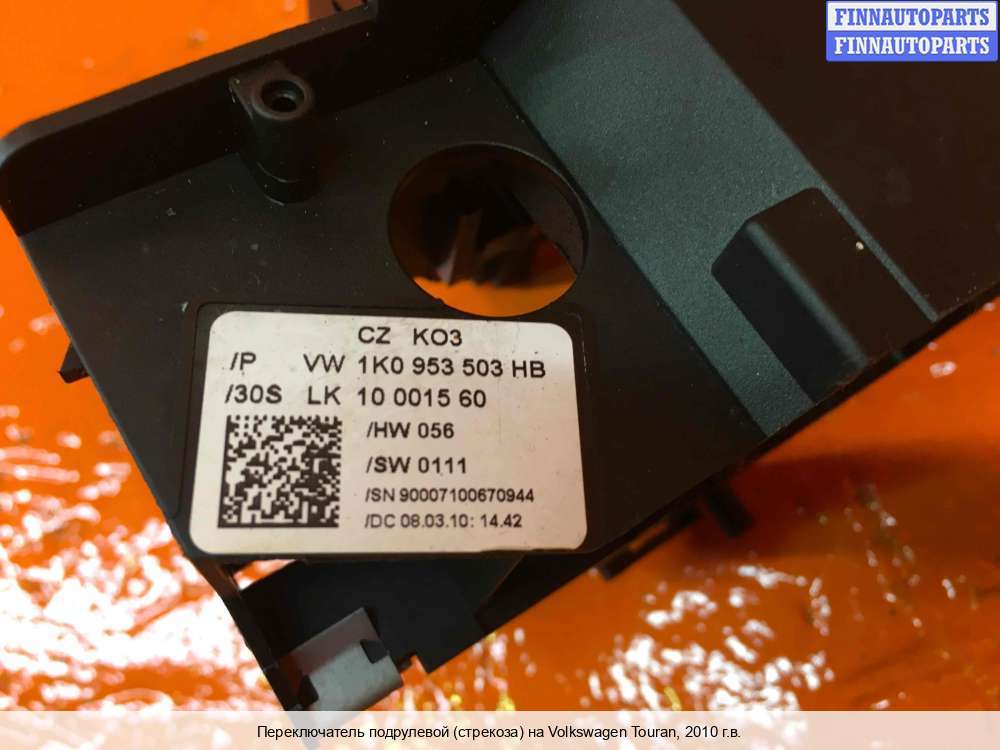 FINNAUTOPARTS
FINNAUTOPARTS
CZ KO3
/P VW 1K0 953 503 HB
/30S LK 10 0015 60
/HW 056
/SW 0111
/SN 90007100670944
/DC 08.03.10: 14.42
Переключатель подрулевой (стрекоза) на Volkswagen Touran, 2010 г.в.